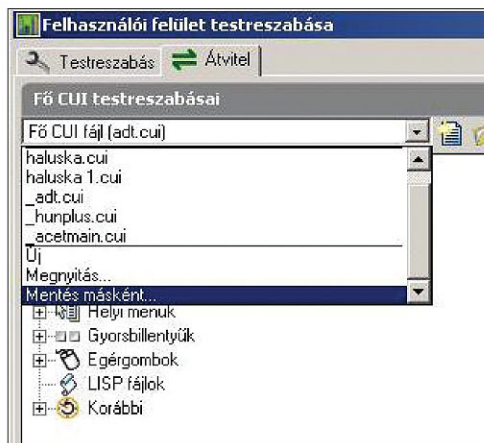 Felhasználói felület testreszabása
Testreszabás Átvitel
Fő CUI testreszabásai
Fő CUI fájl (adt.cui)
haluska.cui
haluska 1.cui
_adt.cui
_hunplus.cui
_acetmain.cui
Új
Megnyitás...
Mentés másként...
Helyi menük
Gyorsbillentyűk
Egérgombok
LISP fájlok
Korábbi